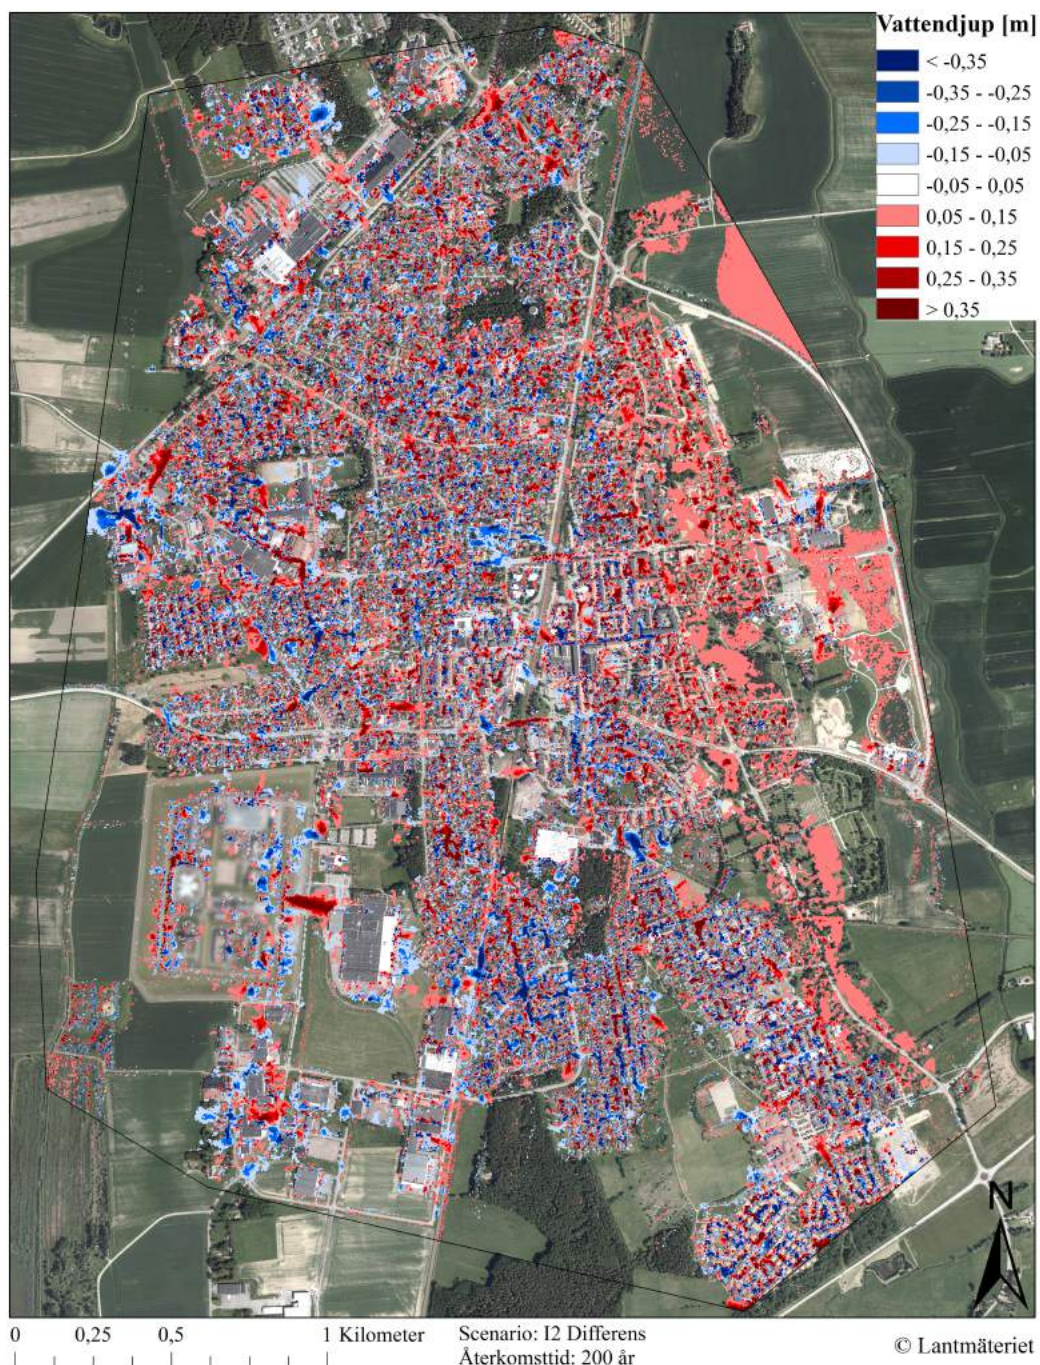 Vattendjup [m]
< -0,35
-0,35 - -0,25
-0,25 - -0,15
-0,15 - -0,05
-0,05 - 0,05
0,05 - 0,15
0,15 - 0,25
0,25 - 0,35
> 0,35
N
0 0,25 0,5 1 Kilometer
Scenario: I2 Differens
Återkomsttid: 200 år
© Lantmäteriet